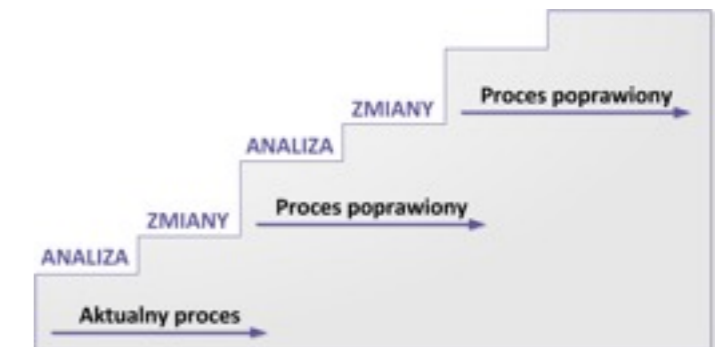 Proces poprawiony
ZMIANY
ANALIZA
Proces poprawiony
ZMIANY
ANALIZA
Aktualny proces